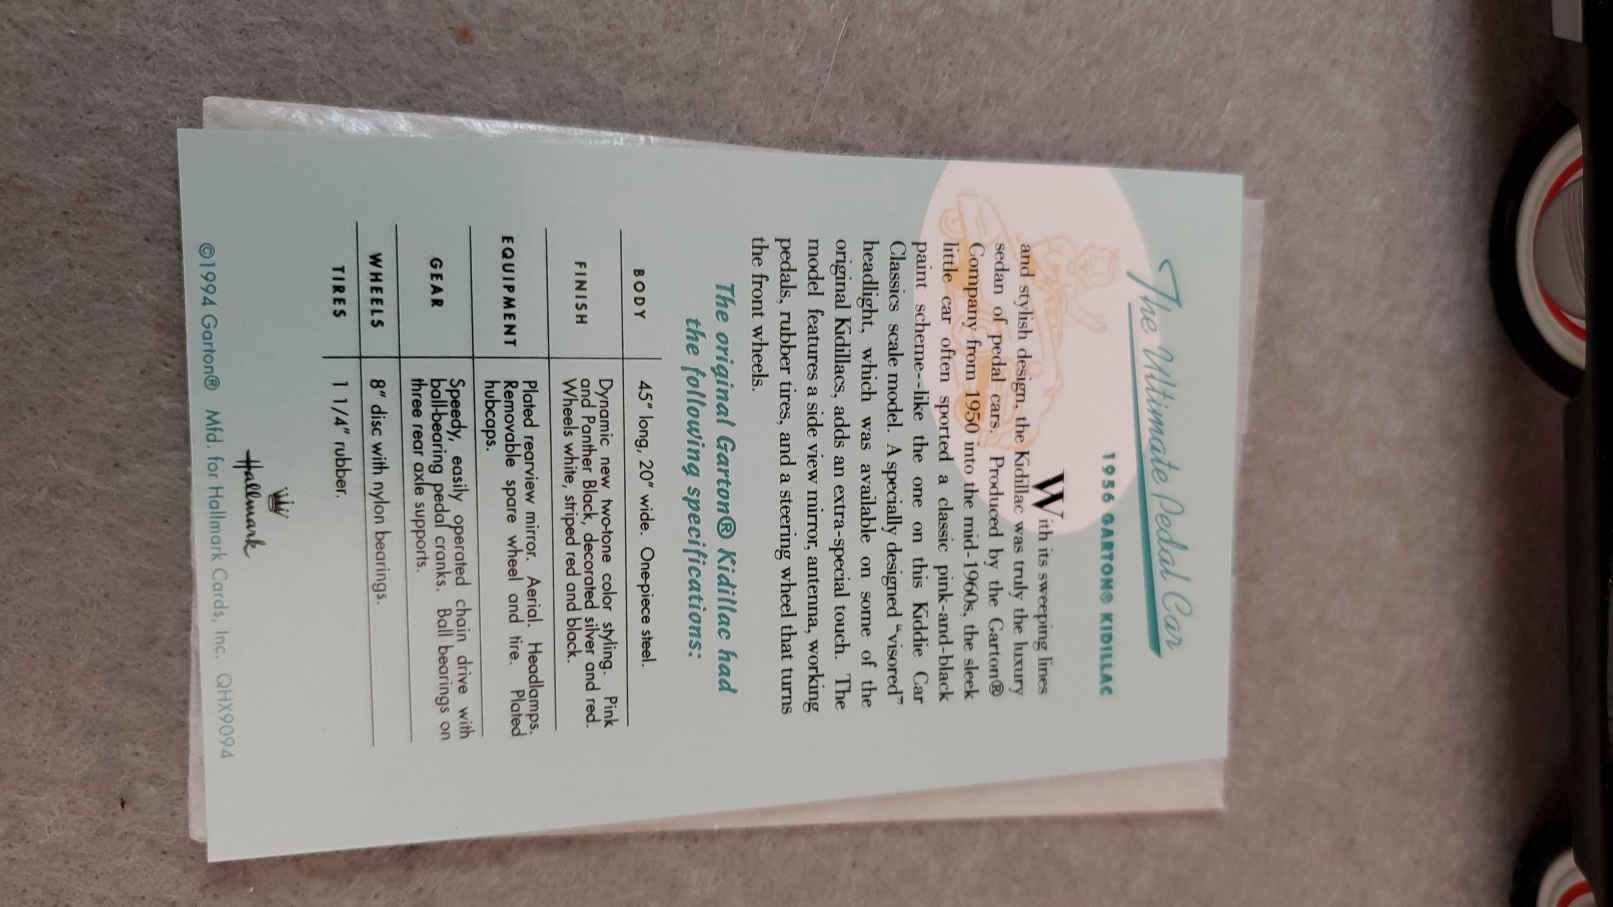 The Ultimate Pedal Car
1956 GARTON® KIDILLAC
With its sweeping lines
and stylish design, the Kidillac was truly the luxury
sedan of pedal cars. Produced by the Garton®
Company from 1950 into the mid-1960s, the sleek
little car often sported a classic pink-and-black
paint scheme--like the one on this Kiddie Car
Classics scale model. A specially designed "visored"
headlight, which was available on some of the
original Kidillacs, adds an extra-special touch. The
model features a side view mirror, antenna, working
pedals, rubber tires, and a steering wheel that turns
the front wheels.
The original Garton® Kidillac had
the following specifications:
BODY 45" long, 20" wide. One-piece steel.
FINISH Dynamic new two-tone color styling. Pink
and Panther Black, decorated silver and red.
Wheels white, striped red and black.
EQUIPMENT Plated rearview mirror. Aerial. Headlamps.
Removable spare wheel and tire. Plated
hubcaps.
GEAR Speedy, easily operated chain drive with
ball-bearing pedal cranks. Ball bearings on
three rear axle supports.
WHEELS 8" disc with nylon bearings.
TIRES 1 1/4" rubber.
Hallmark
©1994 Garton® Mfd. for Hallmark Cards, Inc. QHX9094